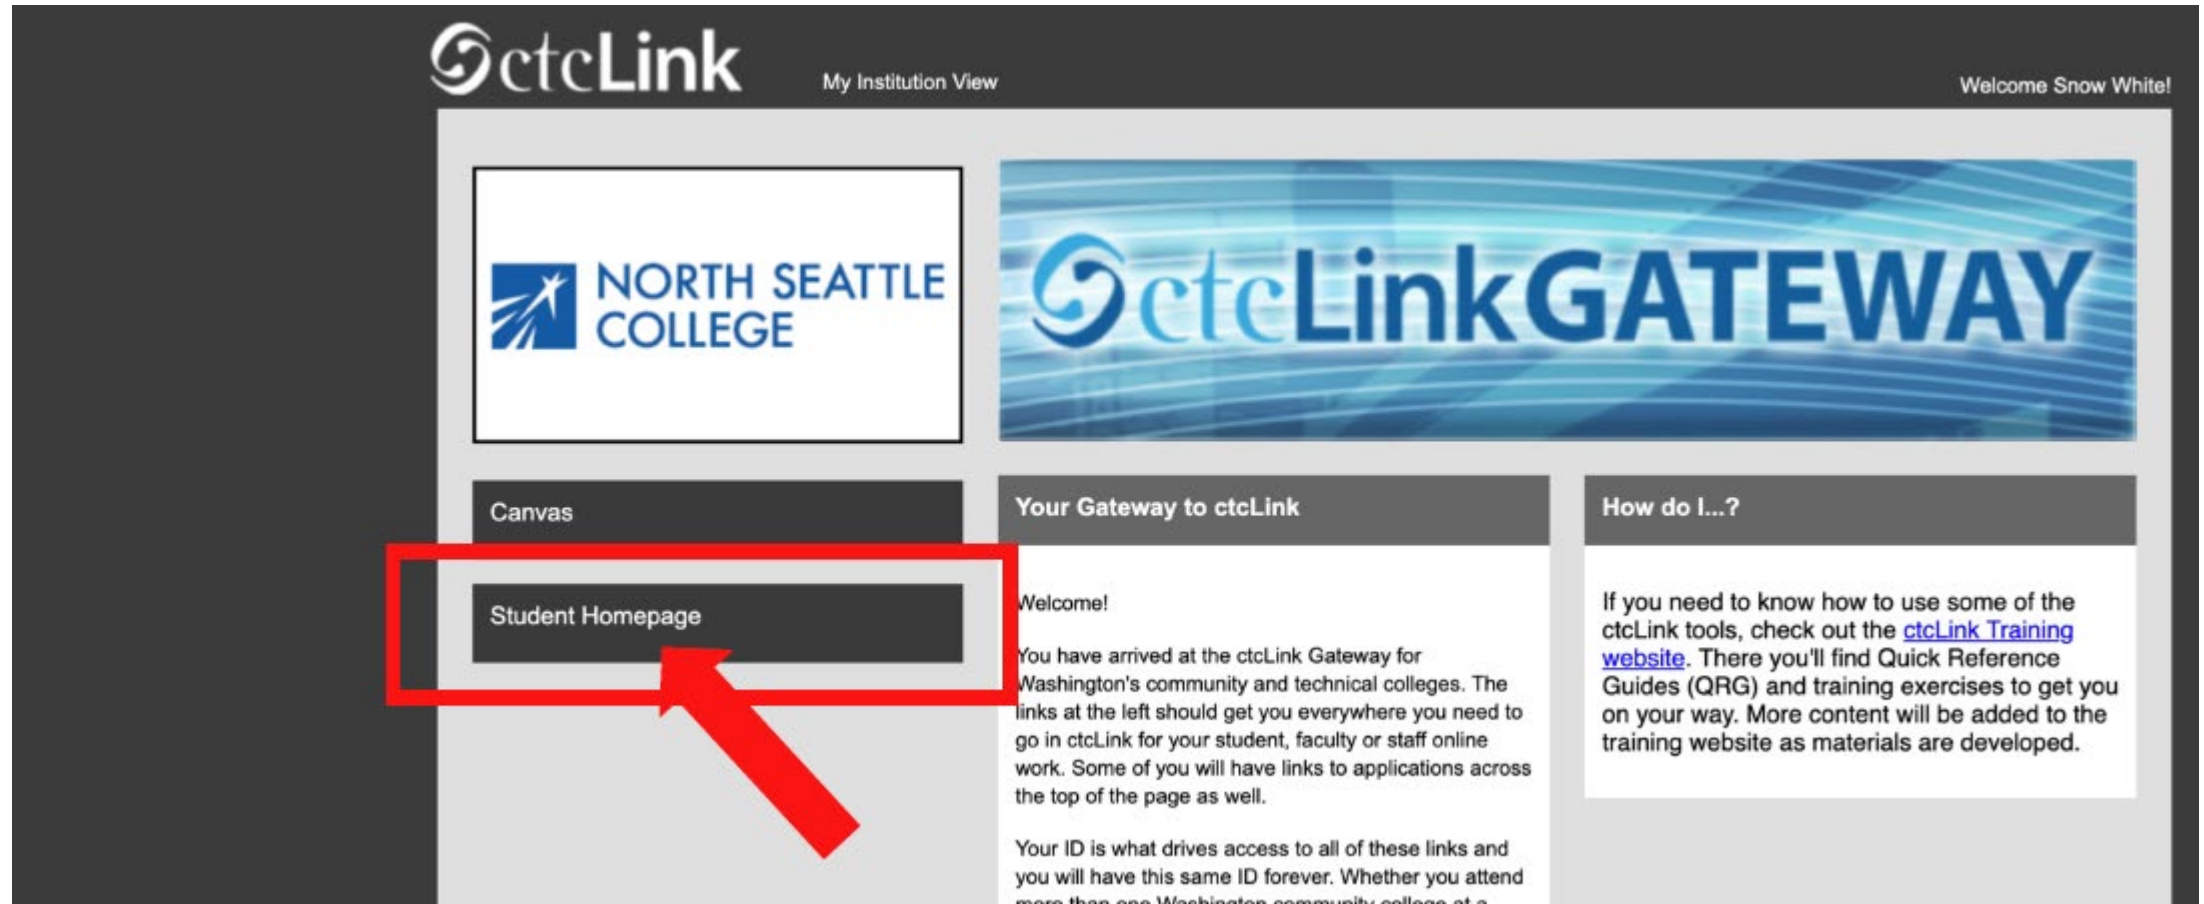 ctcLink
My Institution View
Welcome Snow White!
NORTH SEATTLE
COLLEGE
ctcLinkGATEWAY
Canvas
Student Homepage
Your Gateway to ctcLink
Welcome!
You have arrived at the ctcLink Gateway for
Washington's community and technical colleges. The
links at the left should get you everywhere you need to
go in ctcLink for your student, faculty or staff online
work. Some of you will have links to applications across
the top of the page as well.
Your ID is what drives access to all of these links and
you will have this same ID forever. Whether you attend
more than one Washington community college at a
How do I...?
If you need to know how to use some of the
ctcLink tools, check out the ctcLink Training
website. There you'll find Quick Reference
Guides (QRG) and training exercises to get you
on your way. More content will be added to the
training website as materials are developed.